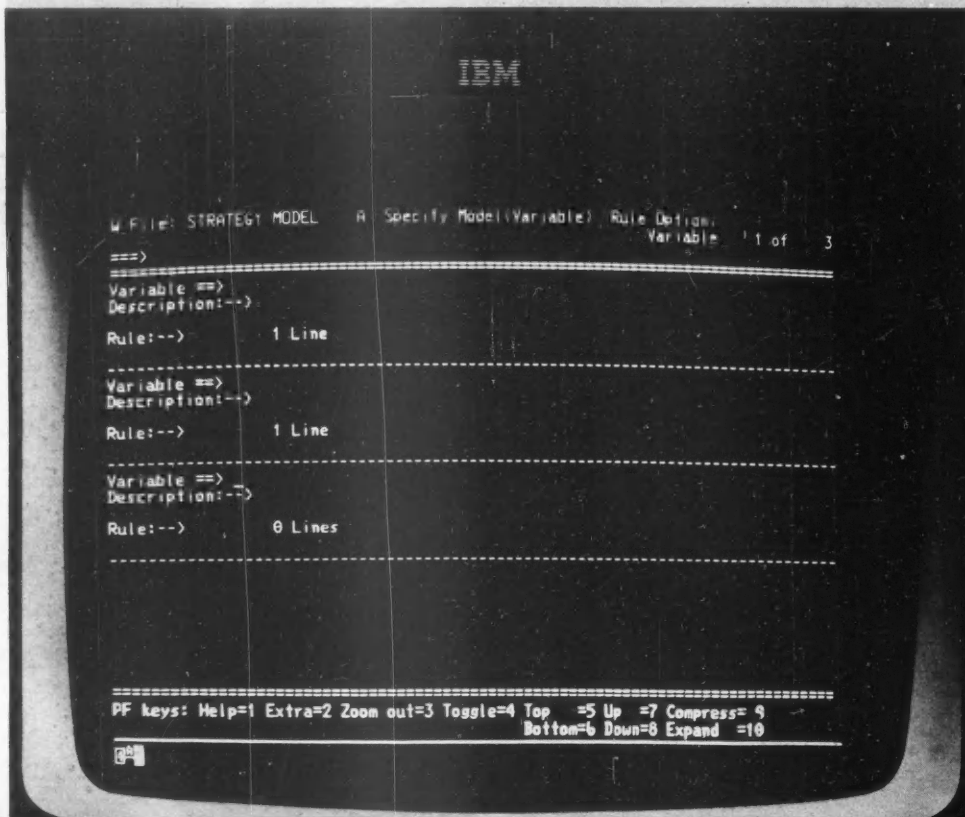 IBM
W File: STRATEGY MODEL A Specify Model(Variable) Rule Option:
Variable 1 of 3
===>
Variable ==>
Description:-->
Rule:--> 1 Line
Variable ==>
Description:-->
Rule:--> 1 Line
Variable ==> _
Description:-->
Rule:--> 0 Lines
PF keys: Help=1 Extra=2 Zoom out=3 Toggle=4 Top =5 Up =7 Compress= 9
Bottom=6 Down=8 Expand =10